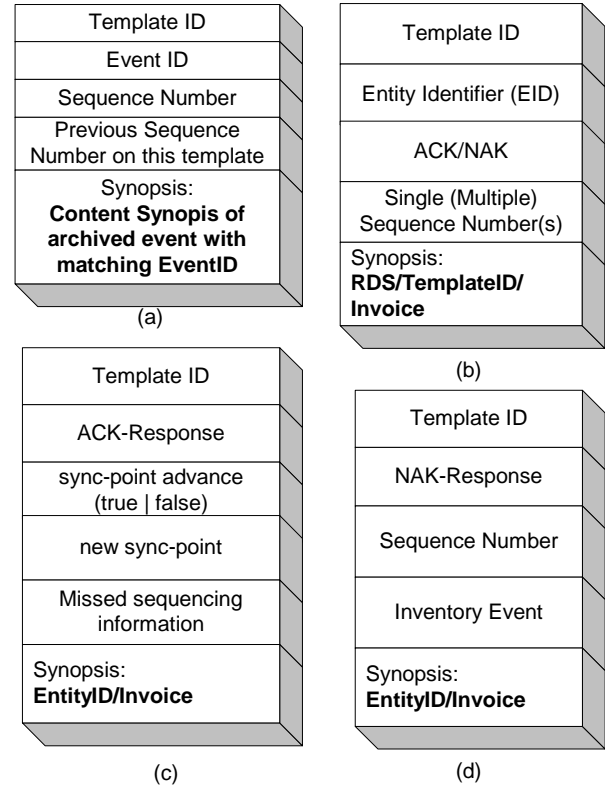 Template ID
Event ID
Sequence Number
Previous Sequence
Number on this template
Synopsis:
Content Synopis of
archived event with
matching EventID
(a)
Template ID
Entity Identifier (EID)
ACK/NAK
Single (Multiple)
Sequence Number(s)
Synopsis:
RDS/TemplateID/
Invoice
(b)
Template ID
ACK-Response
sync-point advance
(true | false)
new sync-point
Missed sequencing
information
Synopsis:
EntityID/Invoice
(c)
Template ID
NAK-Response
Sequence Number
Inventory Event
Synopsis:
EntityID/Invoice
(d)